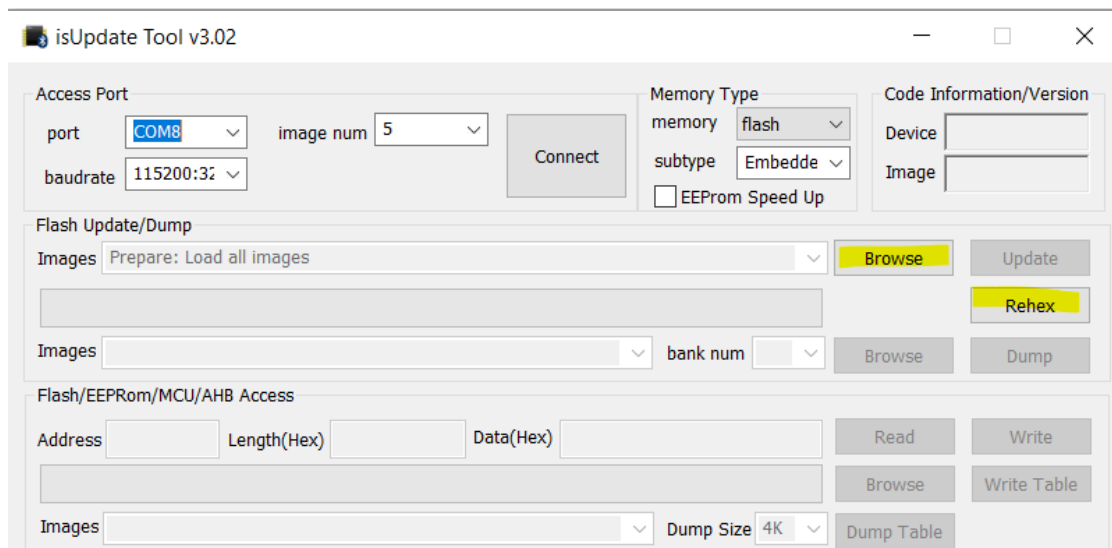 isUpdate Tool v3.02
Access Port
port COM8 image num 5 Connect
baudrate 115200:32
Memory Type
memory flash
subtype Embedde
EEProm Speed Up
Code Information/Version
Device
Image
Flash Update/Dump
Images Prepare: Load all images Browse Update
Rehex
Images bank num Browse Dump
Flash/EEPRom/MCU/AHB Access
Address Length(Hex) Data(Hex) Read Write
Browse Write Table
Images Dump Size 4K Dump Table